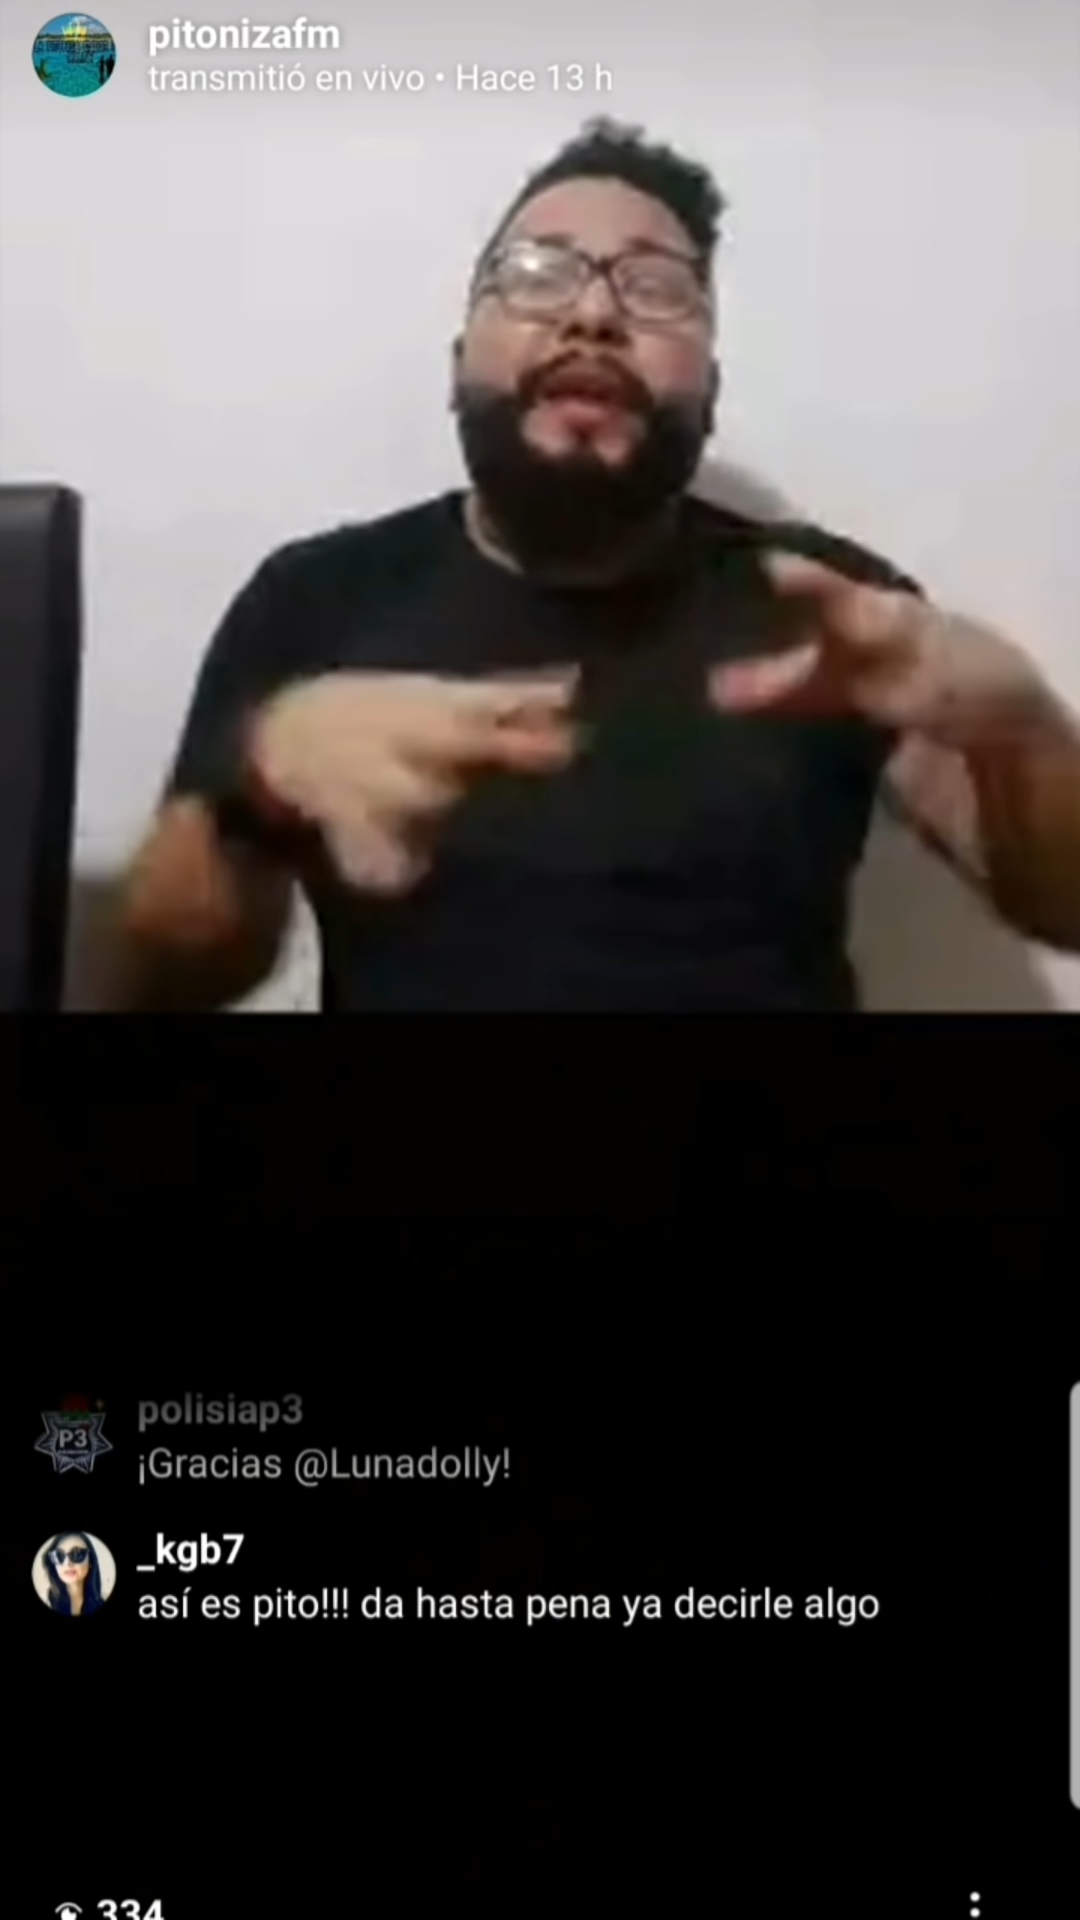 pitonizafm
transmitió en vivo • Hace 13 h
polisiap3
P3
¡Gracias @Lunadolly!
_kgb7
así es pito!!! da hasta pena ya decirle algo
334